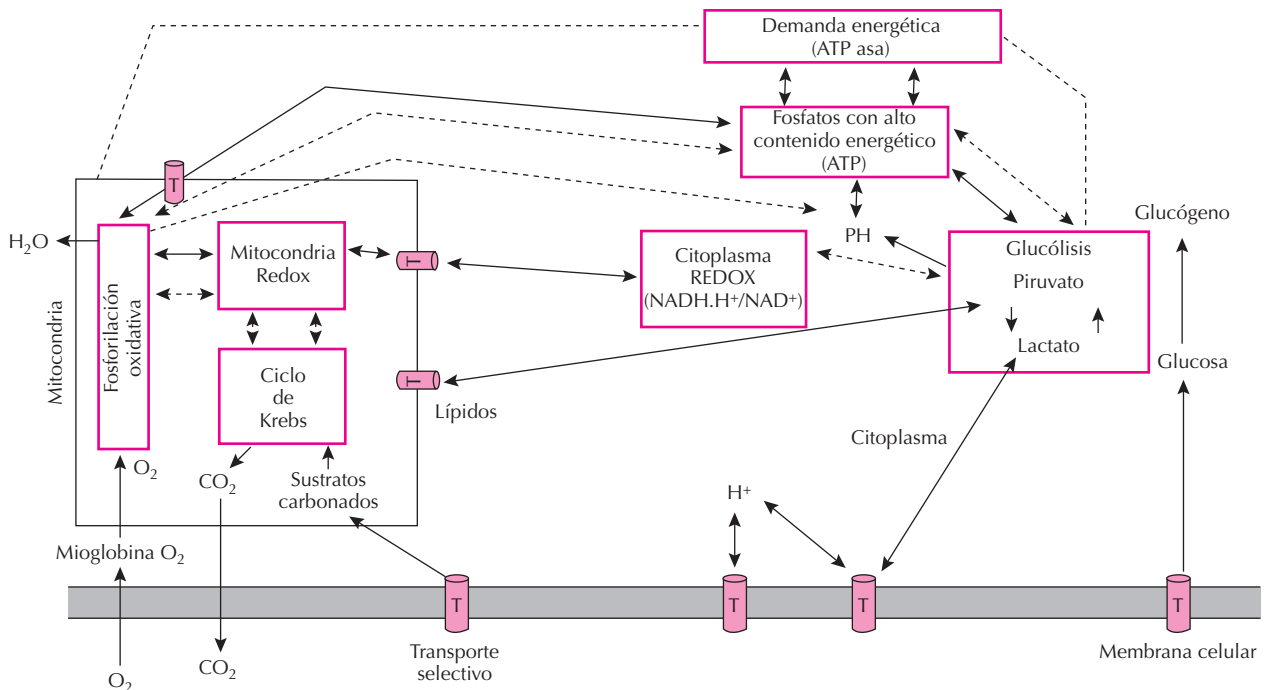 Demanda energética
(ATP asa)
Fosfatos con alto
contenido energético
(ATP)
T
H₂O
Mitocondria
Fosforilación
oxidativa
Mitocondria
Redox
T
Citoplasma
REDOX
(NADH.H⁺/NAD⁺)
PH
Glucólisis
Piruvato
Lactato
Glucógeno
Glucosa
Ciclo
de
Krebs
T
Lípidos
Citoplasma
O₂
CO₂
Sustratos
carbonados
H⁺
Mioglobina O₂
T
T
T
T
O₂
CO₂
Transporte
selectivo
Membrana celular